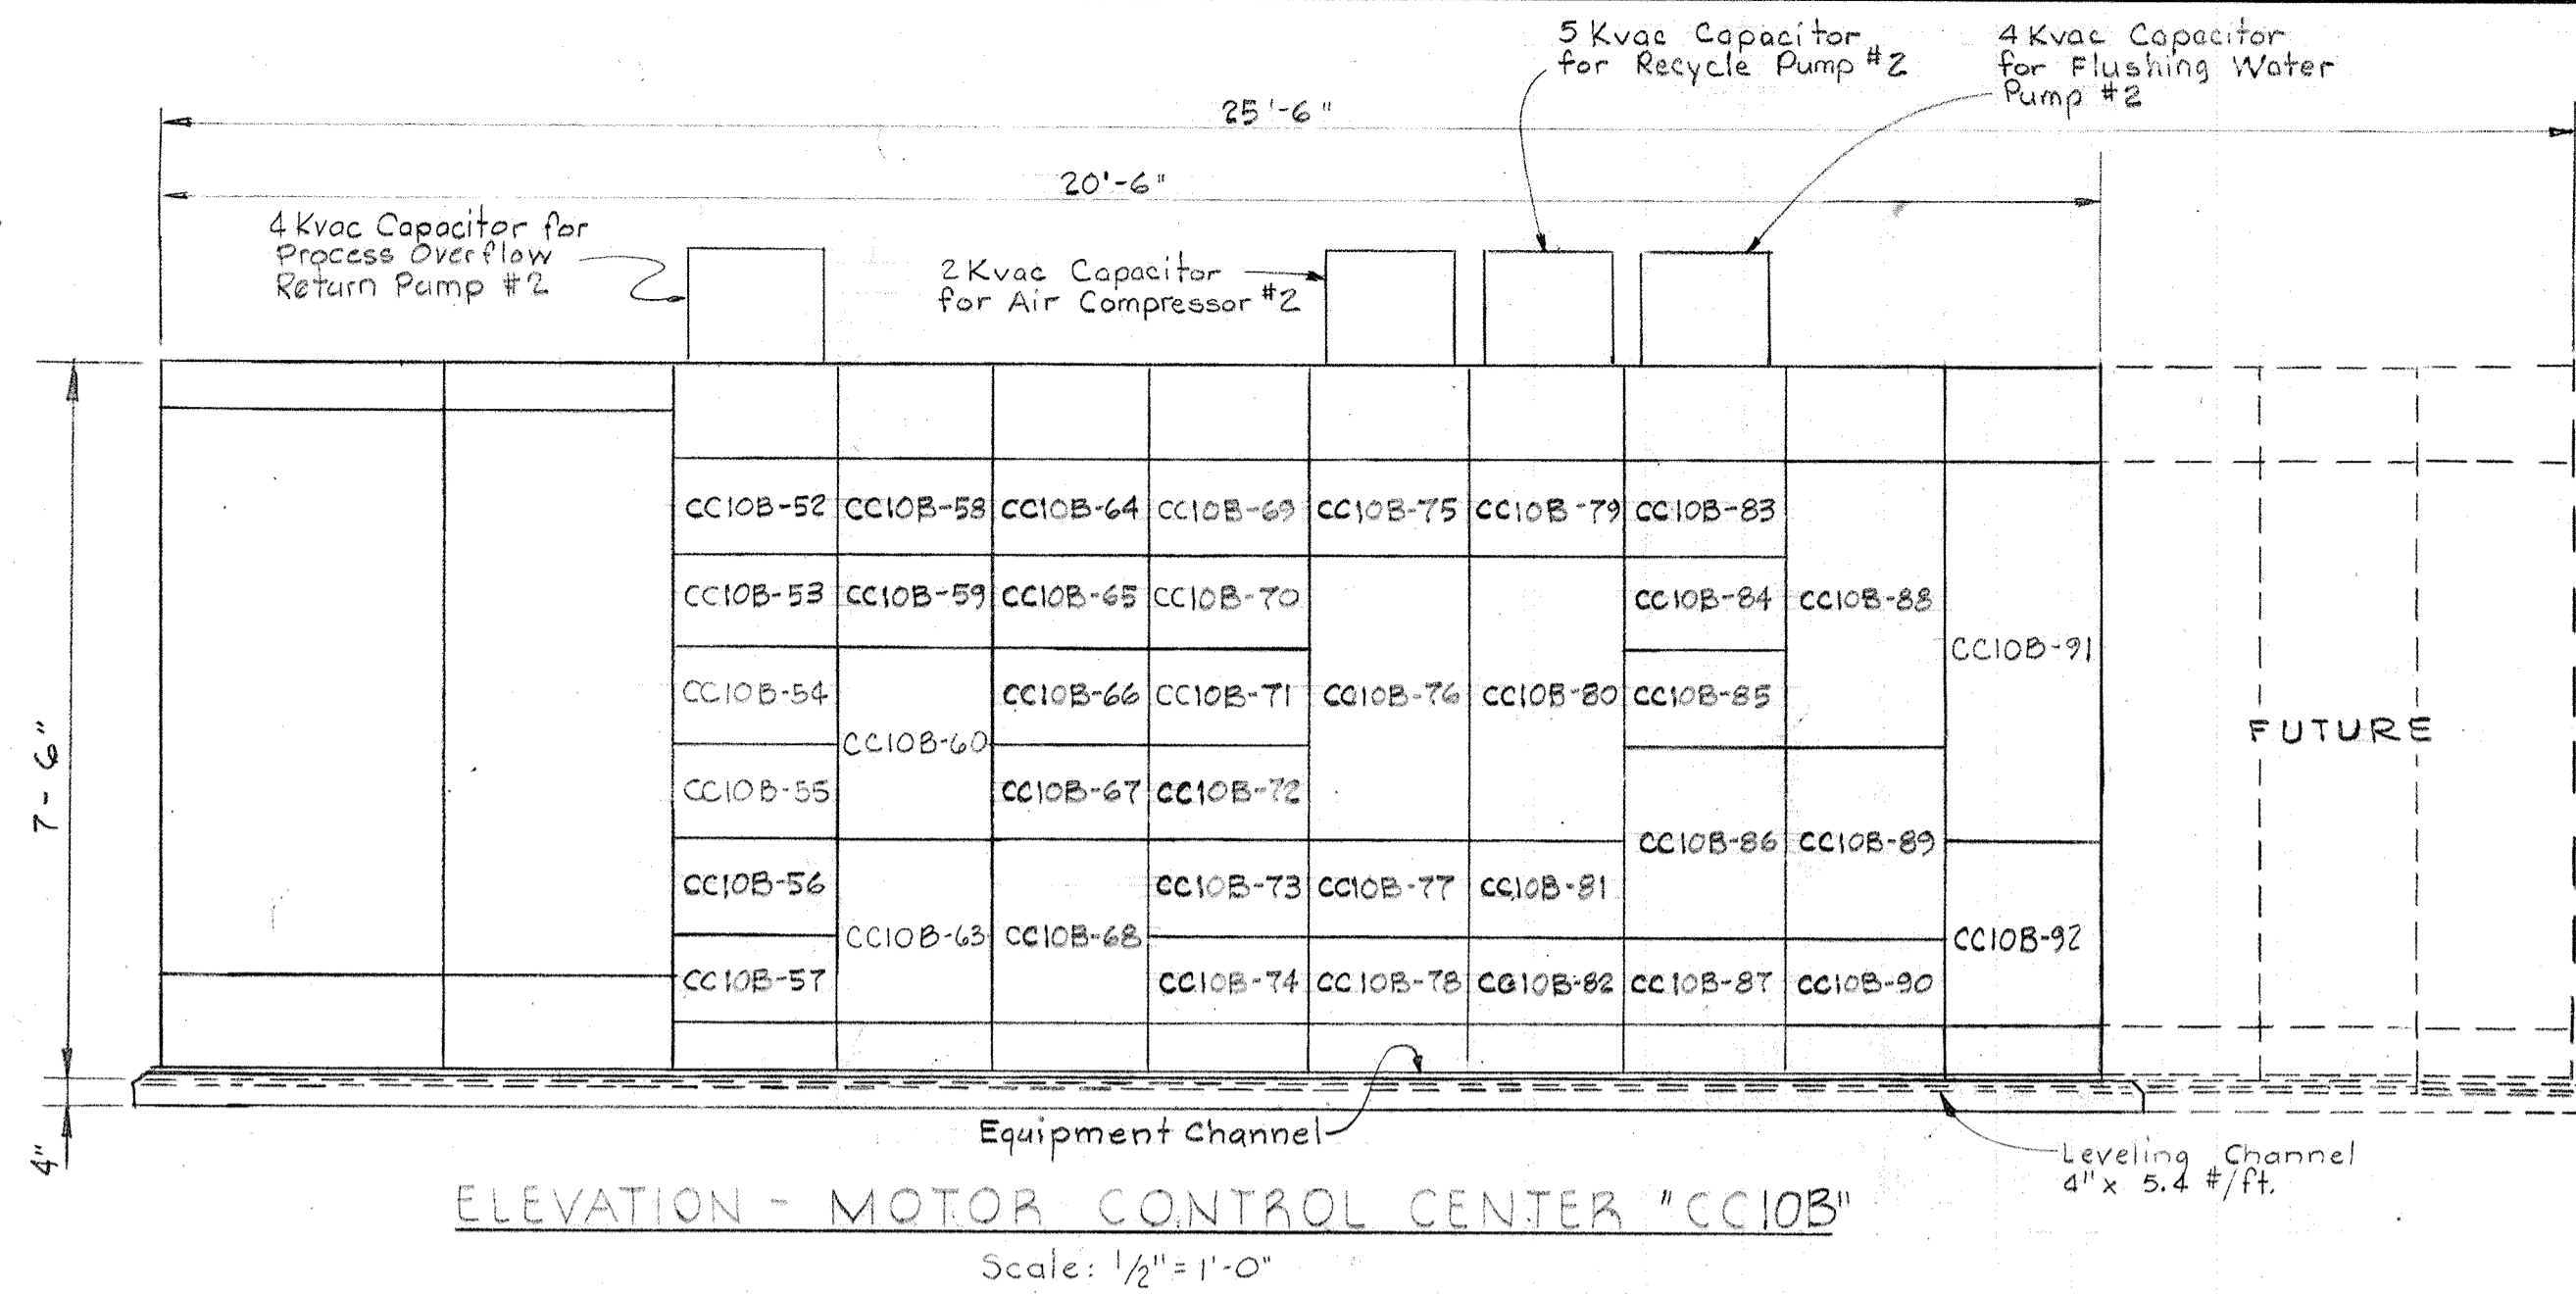 5 Kvac Capacitor
for Recycle Pump #2
4 Kvac Capacitor
for Flushing Water
Pump #2
25'-6"
20'-6"
4 Kvac Capacitor for
Process Overflow
Return Pump #2
2 Kvac Capacitor
for Air Compressor #2
CC10B-52 CC10B-58 CC10B-64 CC10B-69 CC10B-75 CC10B-79 CC10B-83
CC10B-53 CC10B-59 CC10B-65 CC10B-70 CC10B-84 CC10B-88
CC10B-91
CC10B-54 CC10B-66 CC10B-71 CC10B-76 CC10B-80 CC10B-85
FUTURE
CC10B-60
CC10B-55 CC10B-67 CC10B-72
CC10B-86 CC10B-89
CC10B-56 CC10B-73 CC10B-77 CC10B-81
CC10B-63 CC10B-68 CC10B-92
CC10B-57 CC10B-74 CC10B-78 CC10B-82 CC10B-87 CC10B-90
7-6"
4"
Equipment Channel
Leveling Channel
4" x 5.4 #/ft.
ELEVATION - MOTOR CONTROL CENTER "CC10B"
Scale: 1/2" = 1'-0"